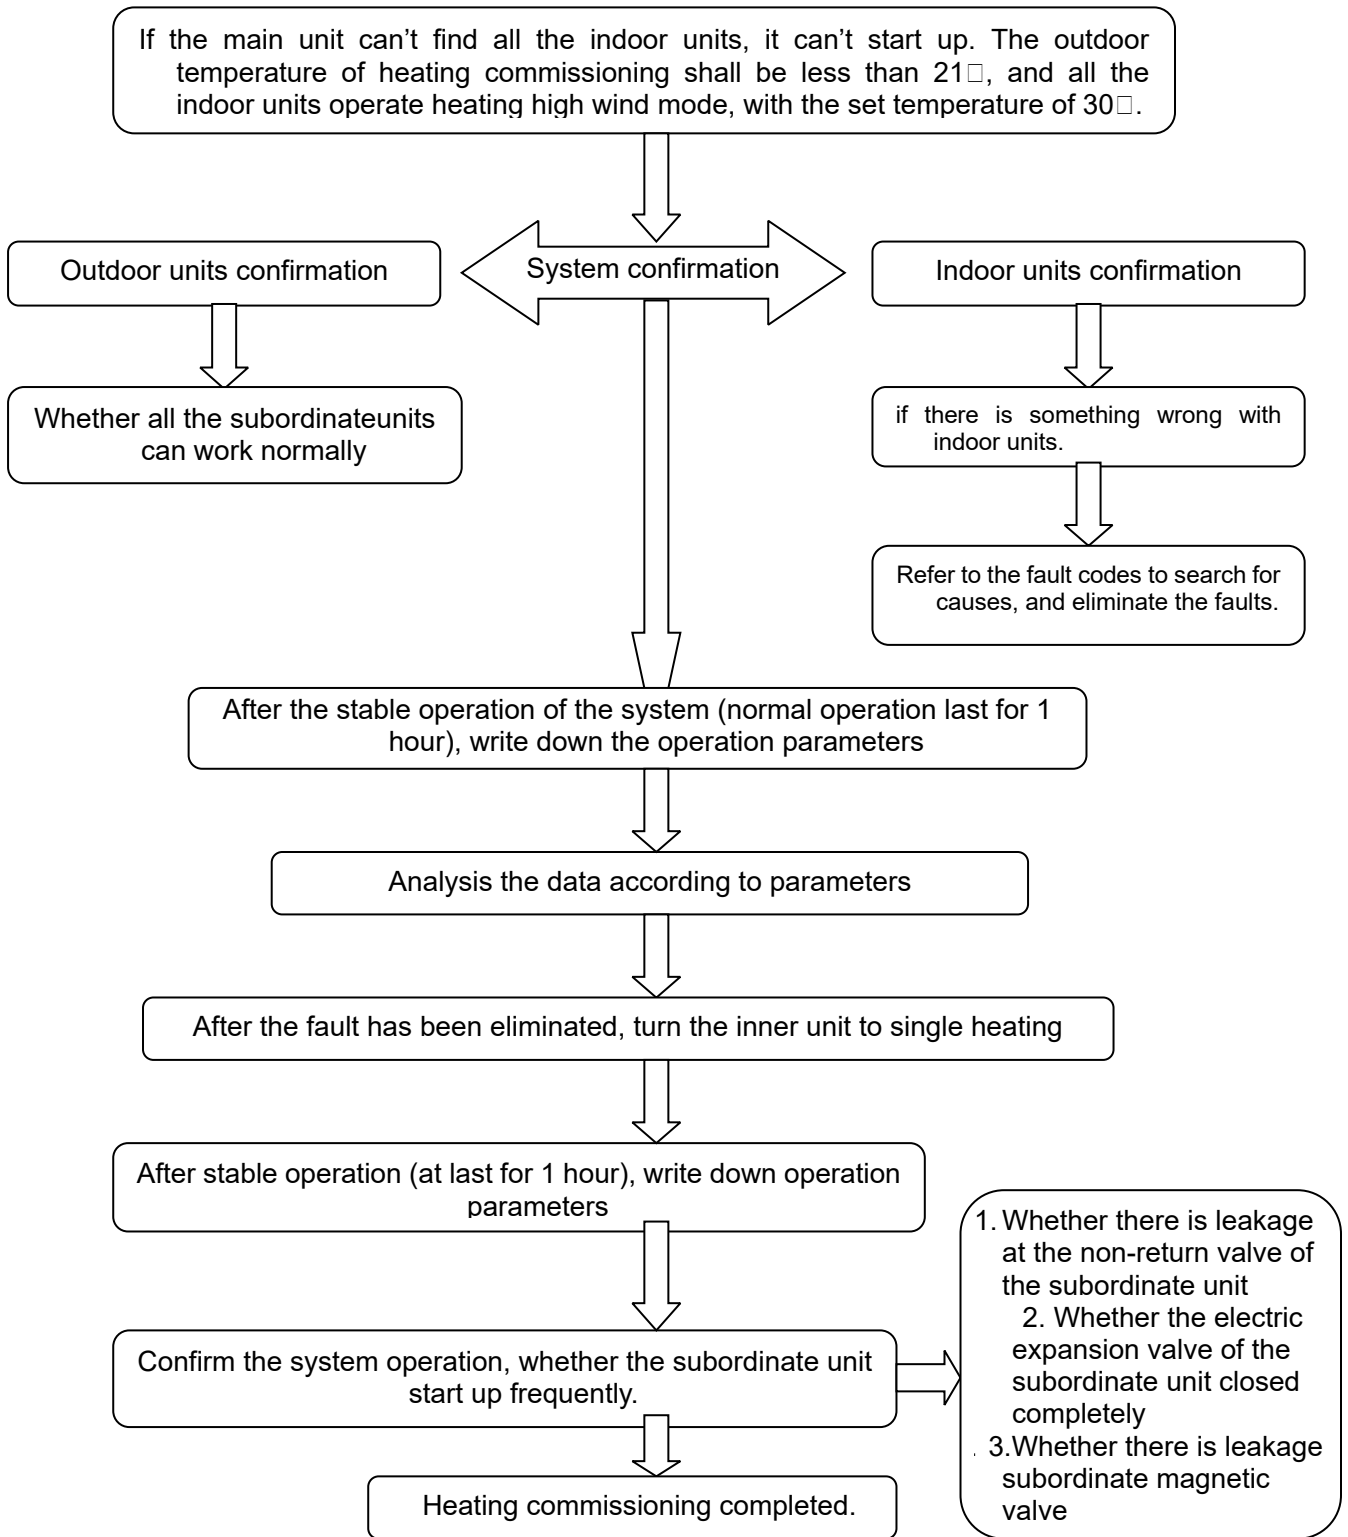 If the main unit can’t find all the indoor units, it can’t start up. The outdoor
temperature of heating commissioning shall be less than 21□, and all the
indoor units operate heating high wind mode, with the set temperature of 30□.
Outdoor units confirmation
System confirmation
Indoor units confirmation
Whether all the subordinateunits
can work normally
if there is something wrong with
indoor units.
Refer to the fault codes to search for
causes, and eliminate the faults.
After the stable operation of the system (normal operation last for 1
hour), write down the operation parameters
Analysis the data according to parameters
After the fault has been eliminated, turn the inner unit to single heating
After stable operation (at last for 1 hour), write down operation
parameters
Confirm the system operation, whether the subordinate unit
start up frequently.
1. Whether there is leakage
at the non-return valve of
the subordinate unit
2. Whether the electric
expansion valve of the
subordinate unit closed
completely
. 3.Whether there is leakage
subordinate magnetic
valve
Heating commissioning completed.